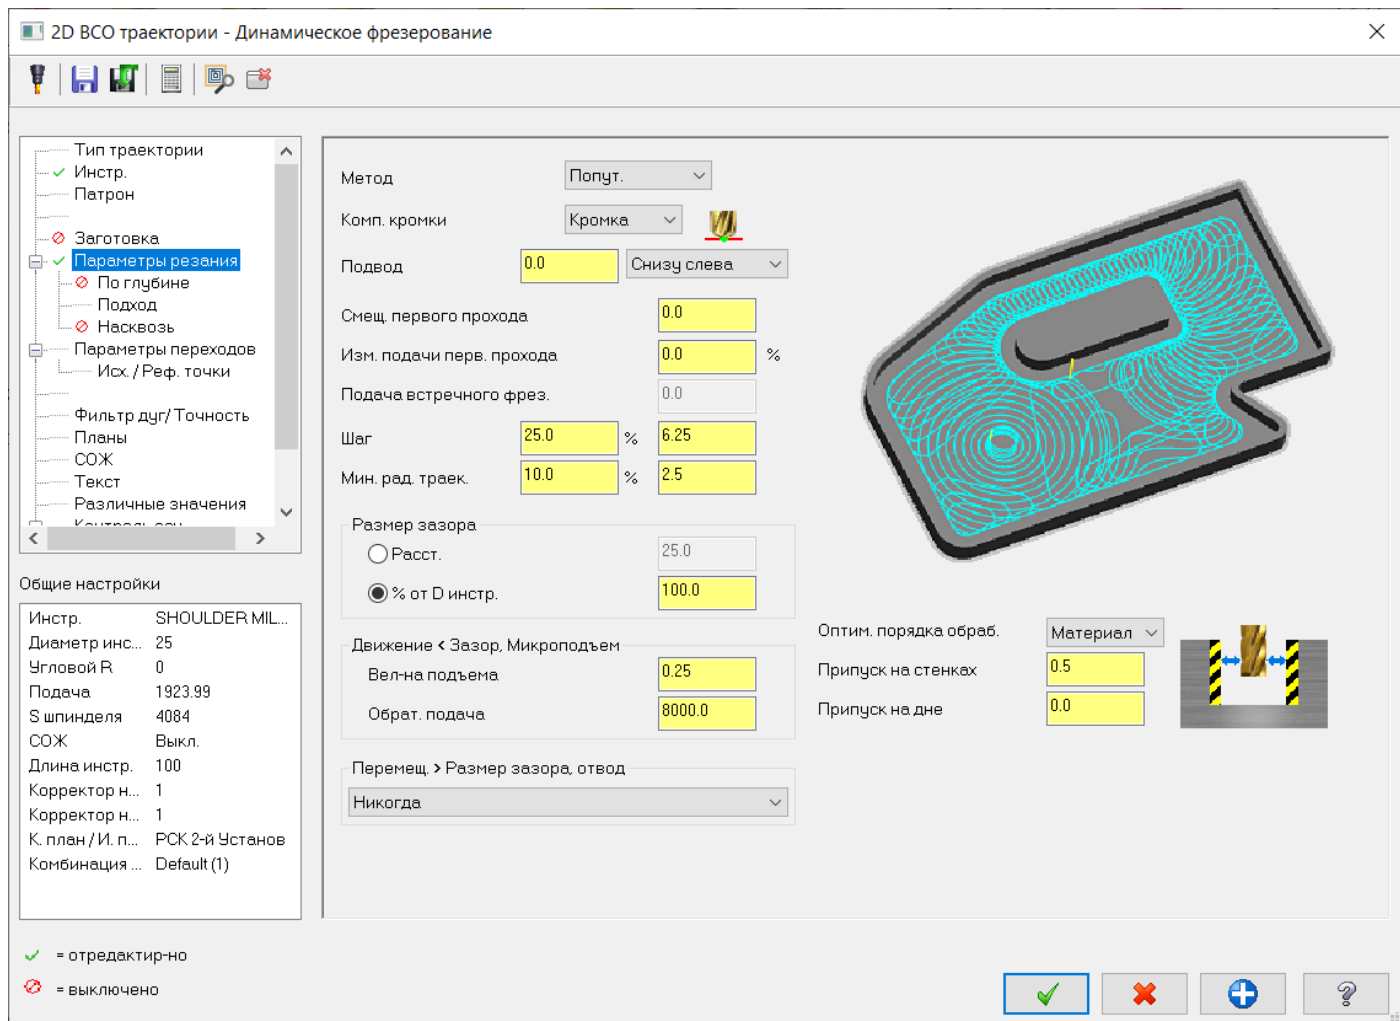 2D ВСО траектории - Динамическое фрезерование
Тип траектории
Инстр.
Патрон
Заготовка
Параметры резания
По глубине
Подход
Насквозь
Параметры переходов
Исх. / Реф. точки
Фильтр дуг/ Точность
Планы
СОЖ
Текст
Различные значения
Общие настройки
Инстр. SHOULDER MIL...
Диаметр инс... 25
Угловой R 0
Подача 1923.99
S шпинделя 4084
СОЖ Выкл.
Длина инстр. 100
Корректор н... 1
Корректор н... 1
К. план / И. п... РСК 2-й Установ
Комбинация ... Default (1)
= отредактир-но
= выключено
Метод Попут.
Комп. кромки Кромка
Подвод 0.0 Снизу слева
Смещ. первого прохода 0.0
Изм. подачи перв. прохода 0.0 %
Подача встречного фрез. 0.0
Шаг 25.0 % 6.25
Мин. рад. траек. 10.0 % 2.5
Размер зазора
Расст. 25.0
% от D инстр. 100.0
Движение < Зазор, Микроподъем
Вел-на подъема 0.25
Обрат. подача 8000.0
Перемещ. > Размер зазора, отвод
Никогда
Оптим. порядка обраб. Материал
Припуск на стенках 0.5
Припуск на дне 0.0